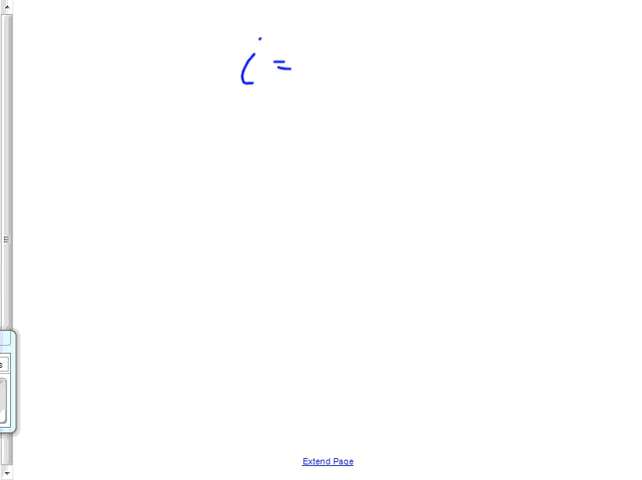 i =
s
Extend Page